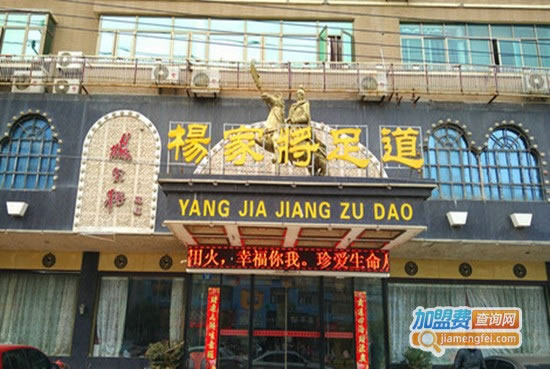 楊家將足道
YANG JIA JIANG ZU DAO
用火，幸福你我。珍爱生命
加盟费查询网
jiamengfei.com